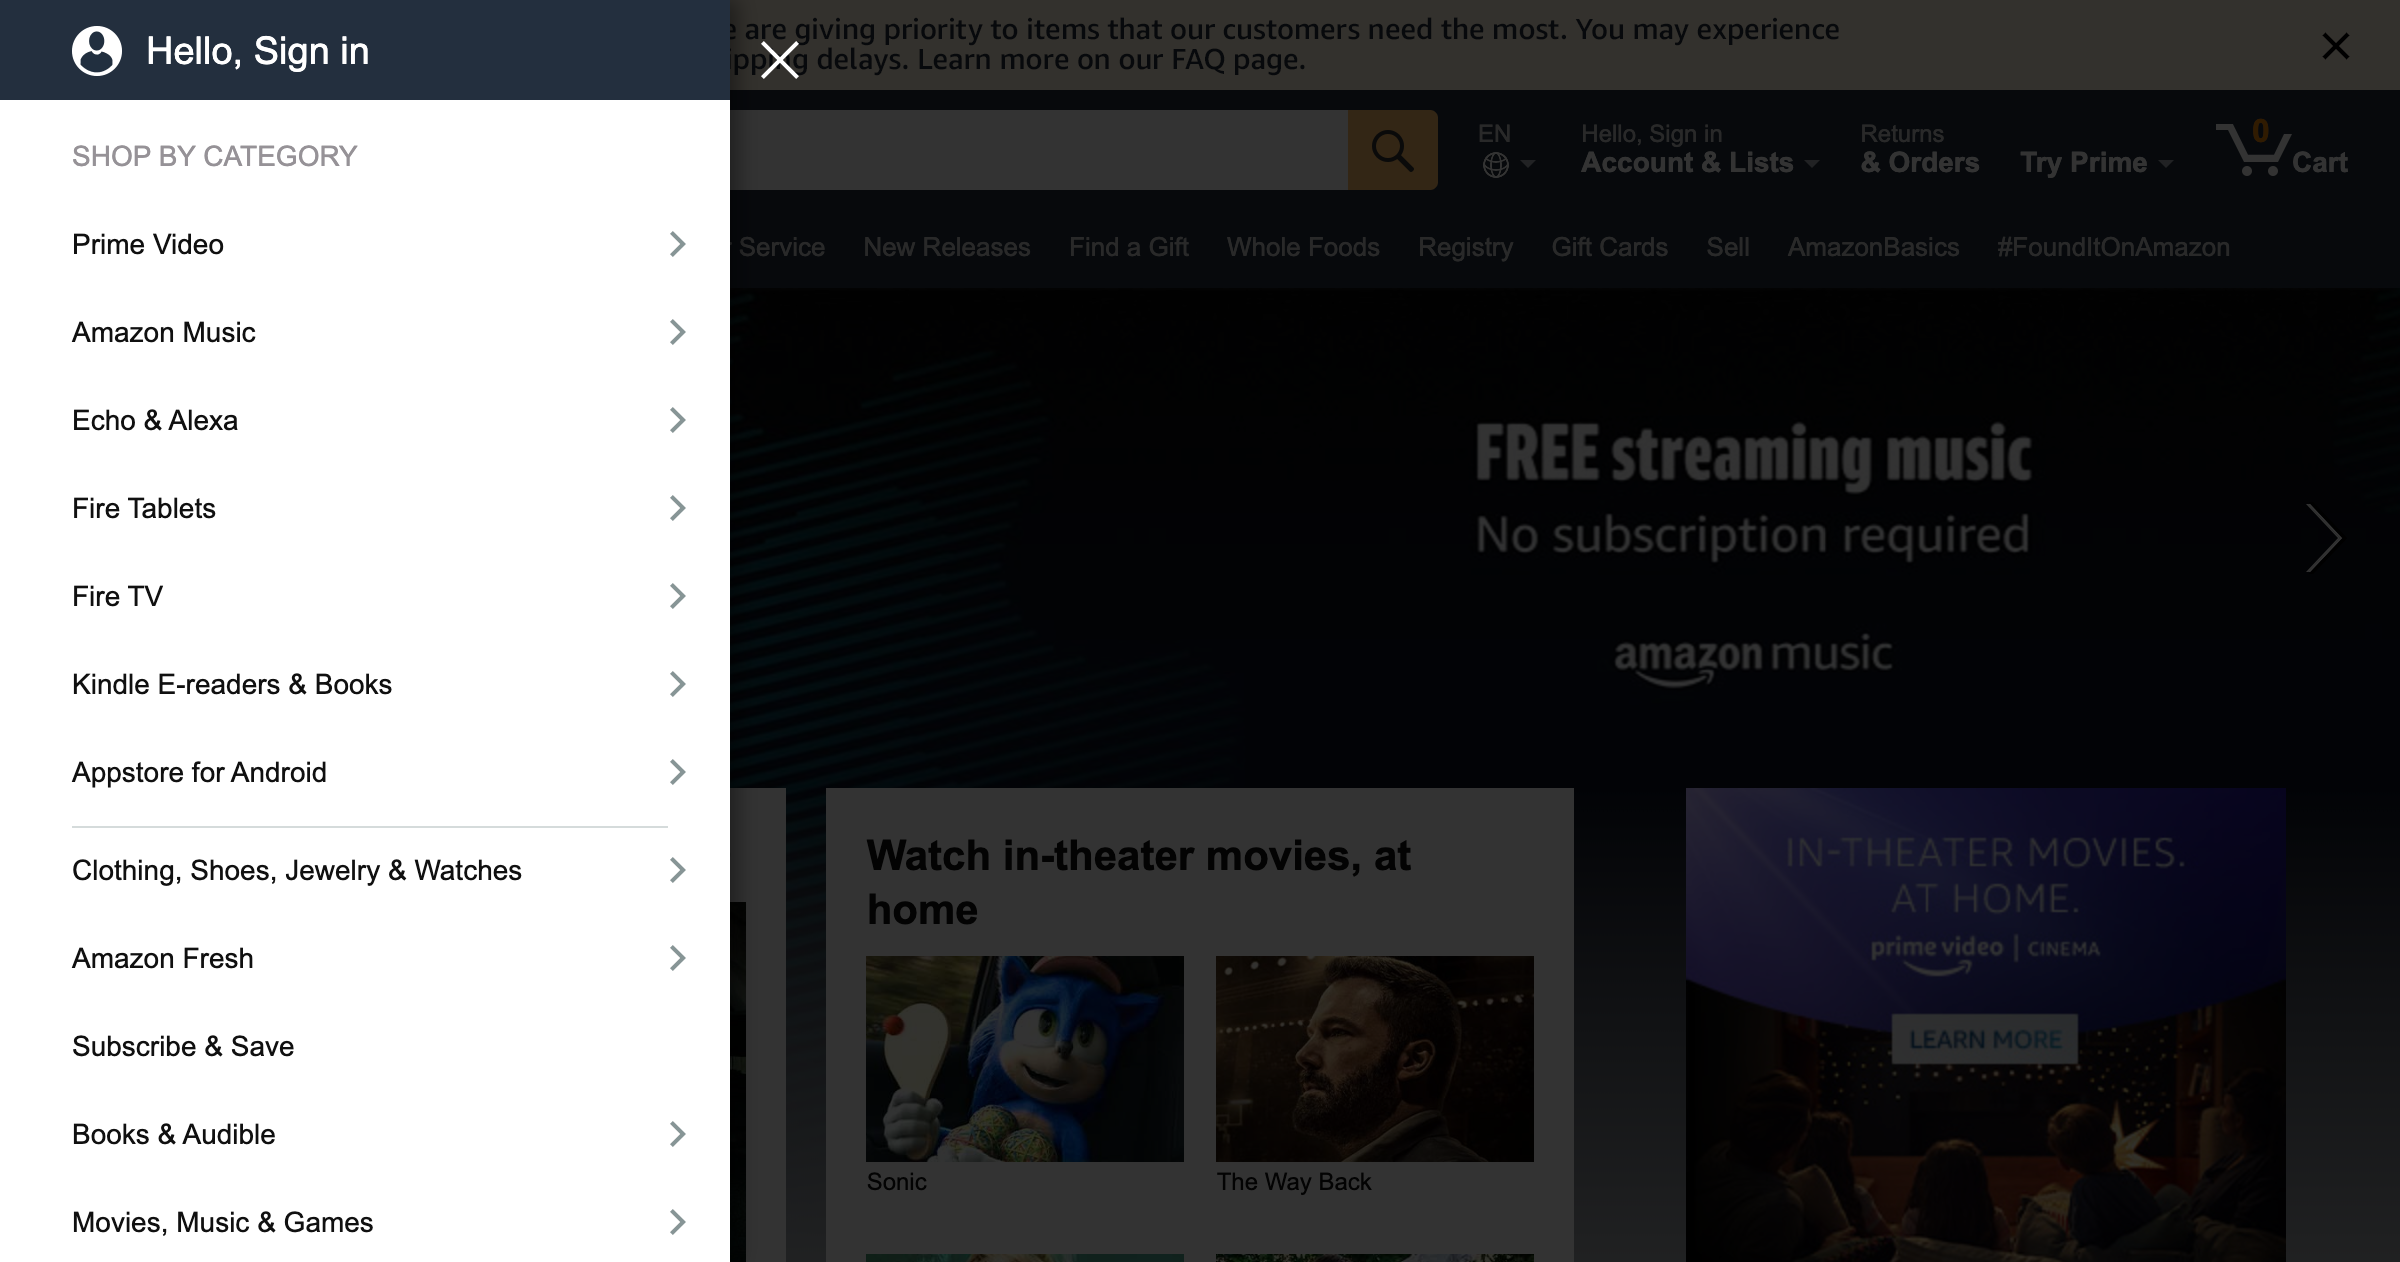 Hello, Sign in
SHOP BY CATEGORY
Prime Video
Amazon Music
Echo & Alexa
Fire Tablets
Fire TV
Kindle E-readers & Books
Appstore for Android
Clothing, Shoes, Jewelry & Watches
Amazon Fresh
Subscribe & Save
Books & Audible
Movies, Music & Games
are giving priority to items that our customers need the most. You may experience
delays. Learn more on our FAQ page.
EN
Hello, Sign in
Account & Lists
Returns
& Orders
Try Prime
0
Cart
Service New Releases Find a Gift Whole Foods Registry Gift Cards Sell AmazonBasics #FoundItOnAmazon
FREE streaming music
No subscription required
amazon music
Watch in-theater movies, at
home
Sonic
The Way Back
IN-THEATER MOVIES.
AT HOME.
prime video | CINEMA
LEARN MORE